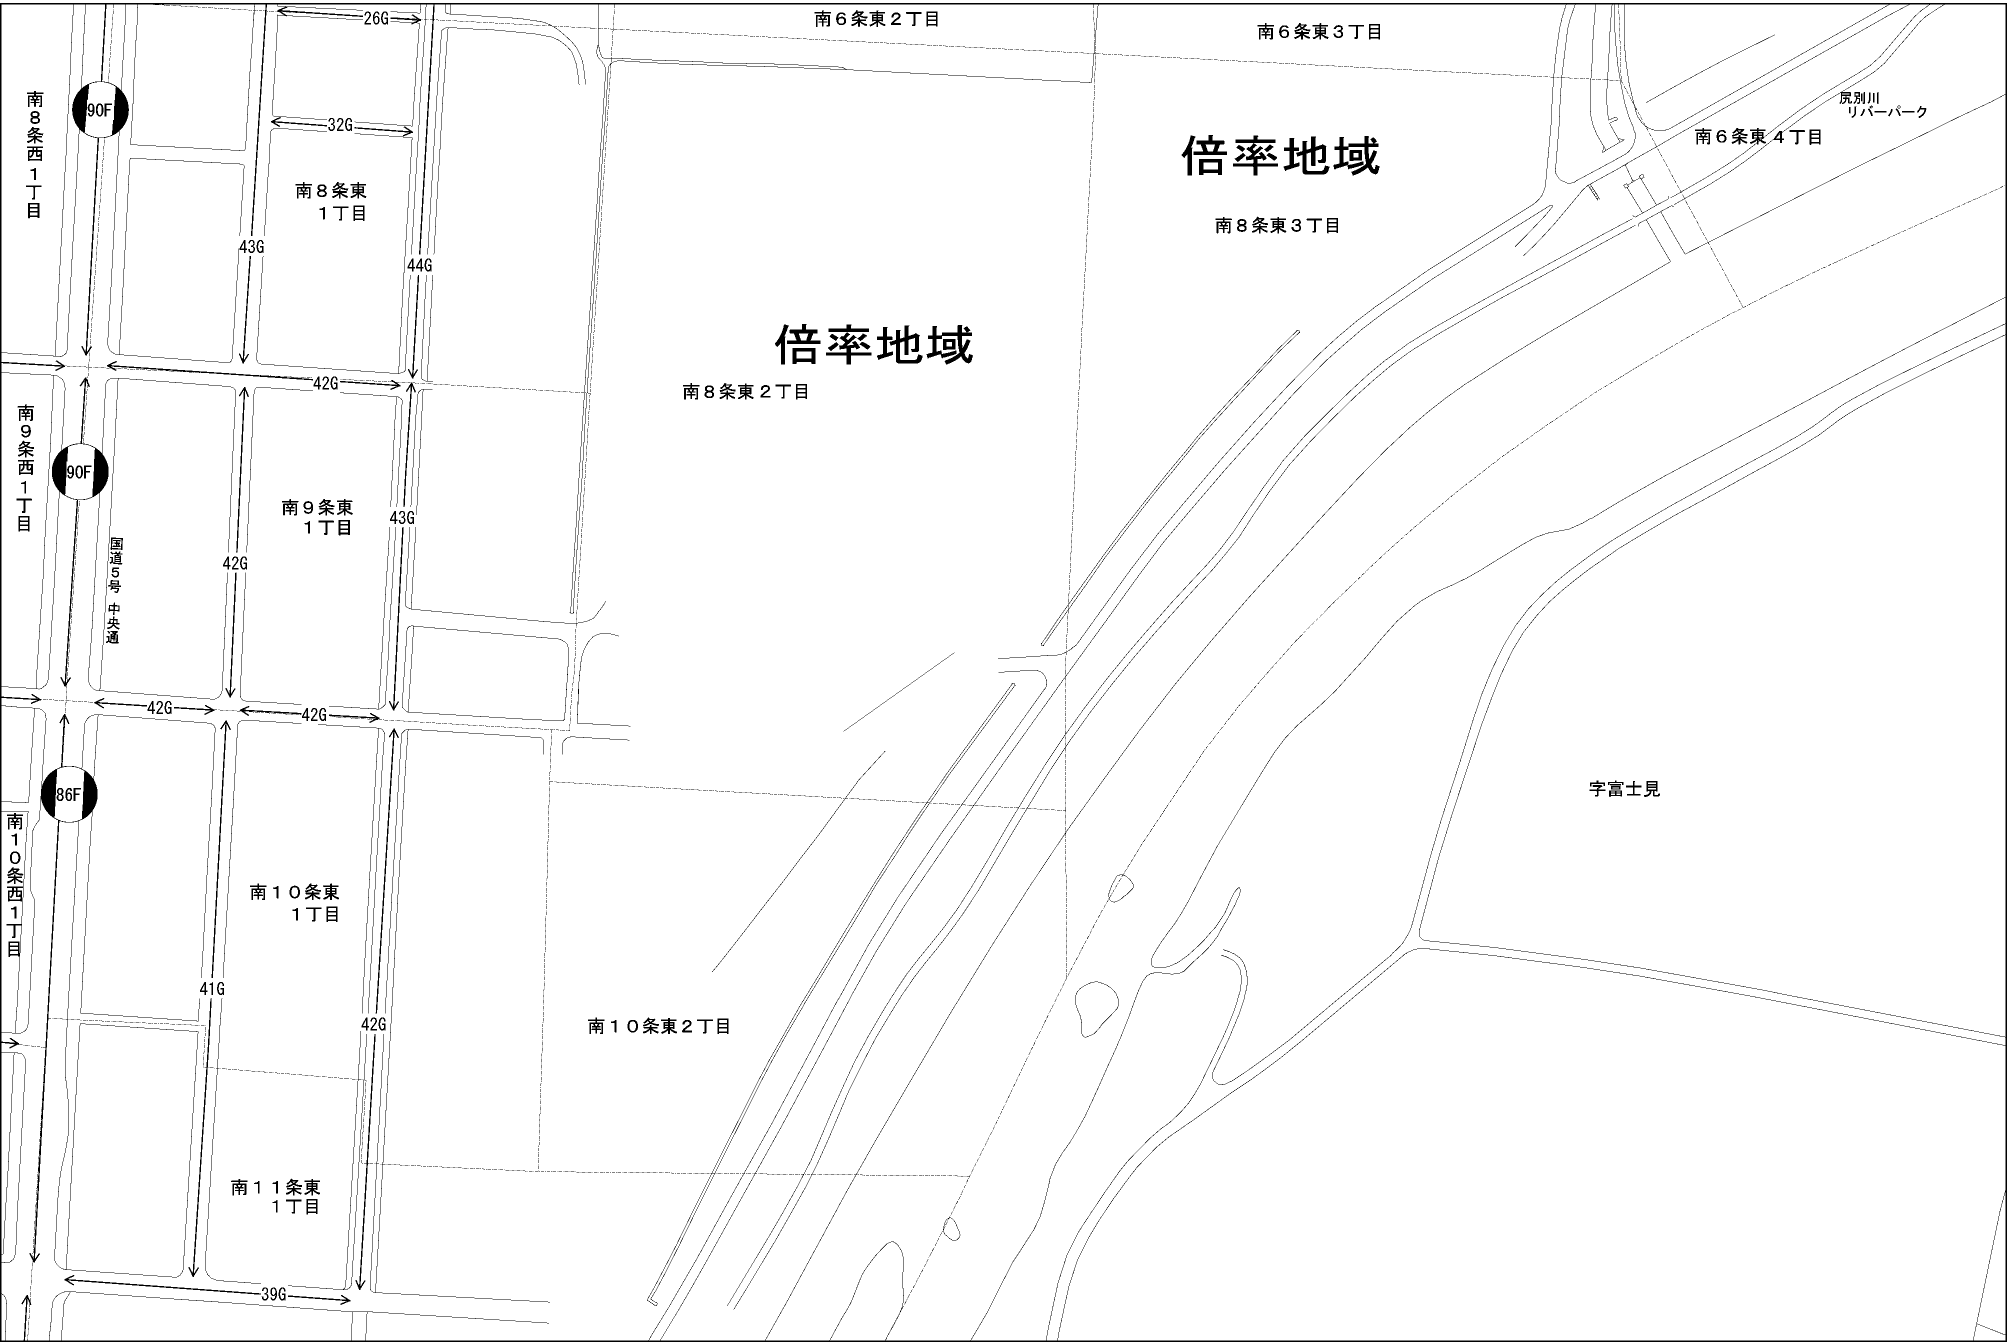 26G
南６条東２丁目
南６条東３丁目
90F
南８条西１丁目
32G
尻別川
リバーパーク
南６条東４丁目
倍率地域
南８条東
１丁目
南８条東３丁目
43G
44G
倍率地域
42G
南８条東２丁目
南９条西１丁目
90F
南９条東
１丁目
43G
国道５号 中央通
42G
42G
42G
86F
字富士見
南１０条西１丁目
南１０条東
１丁目
41G
42G
南１０条東２丁目
南１１条東
１丁目
39G